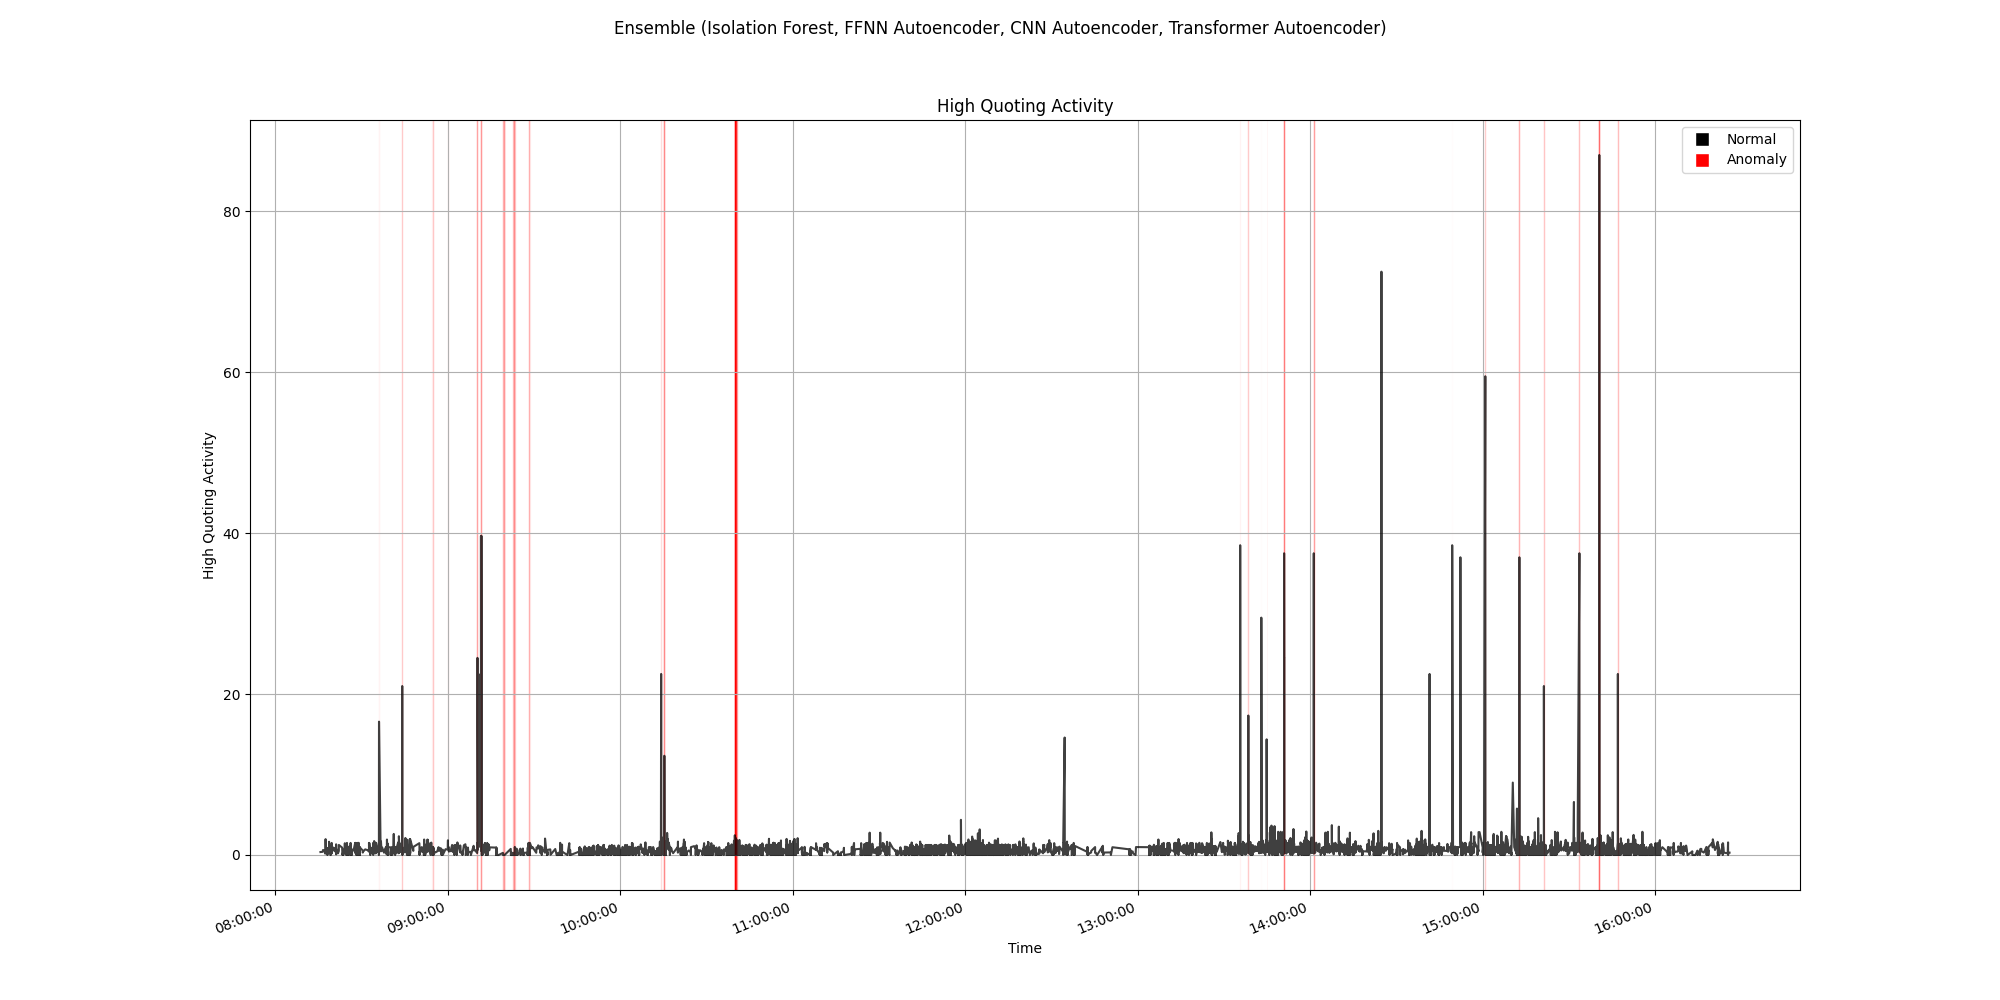 Ensemble (Isolation Forest, FFNN Autoencoder, CNN Autoencoder, Transformer Autoencoder)
High Quoting Activity
Normal
Anomaly
80
60
40
20
0
High Quoting Activity
08:00:00
09:00:00
10:00:00
11:00:00
12:00:00
13:00:00
14:00:00
15:00:00
16:00:00
Time